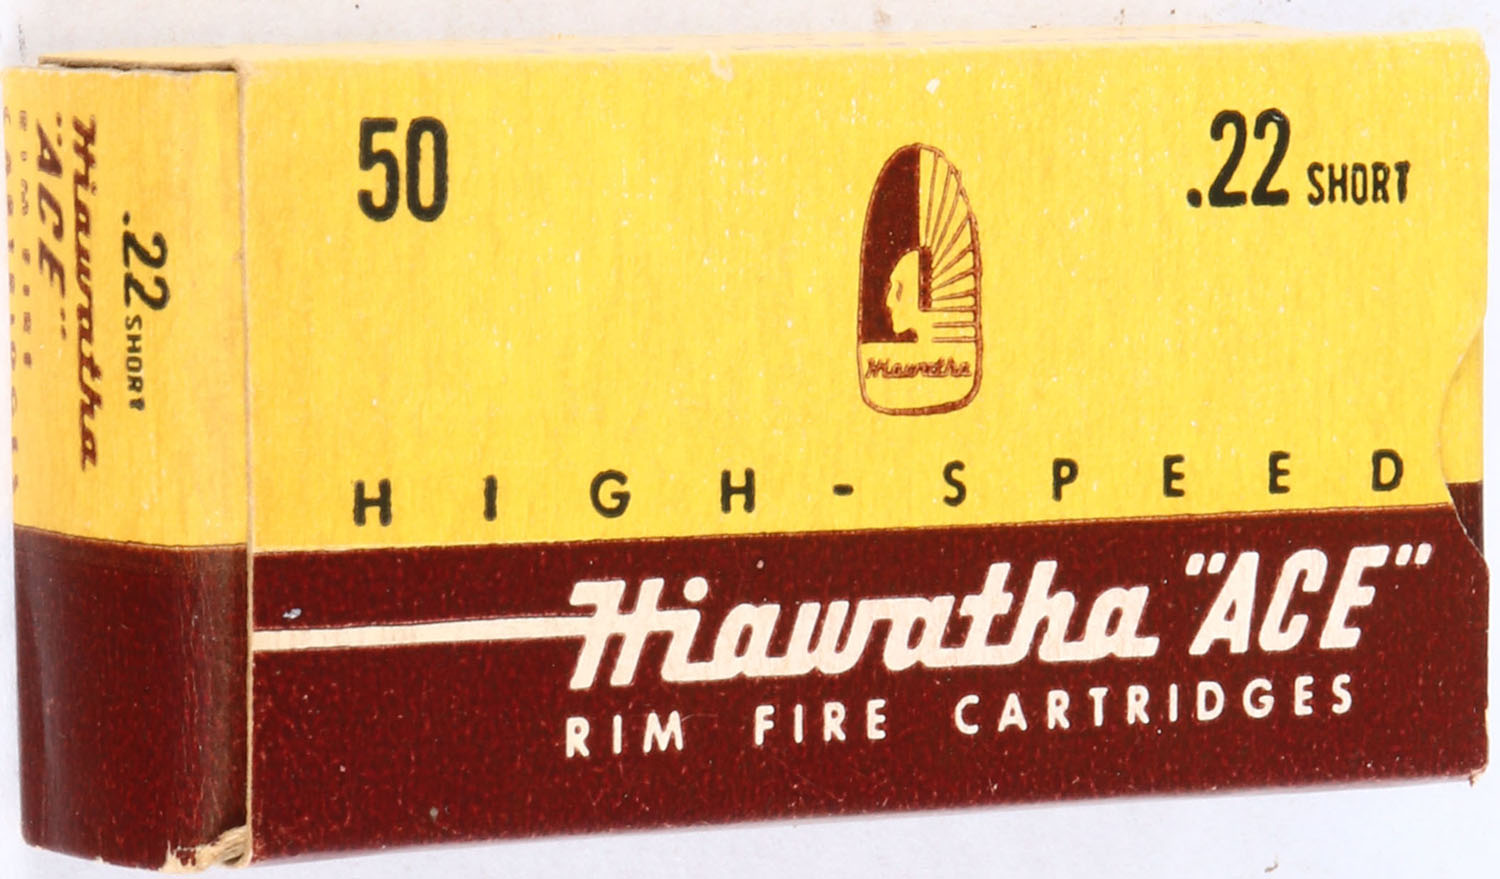 50
.22 SHORT
Hiawatha
HIGH-SPEED
Hiawatha "ACE"
RIM FIRE CARTRIDGES
.22 SHORT
Hiawatha
"ACE"